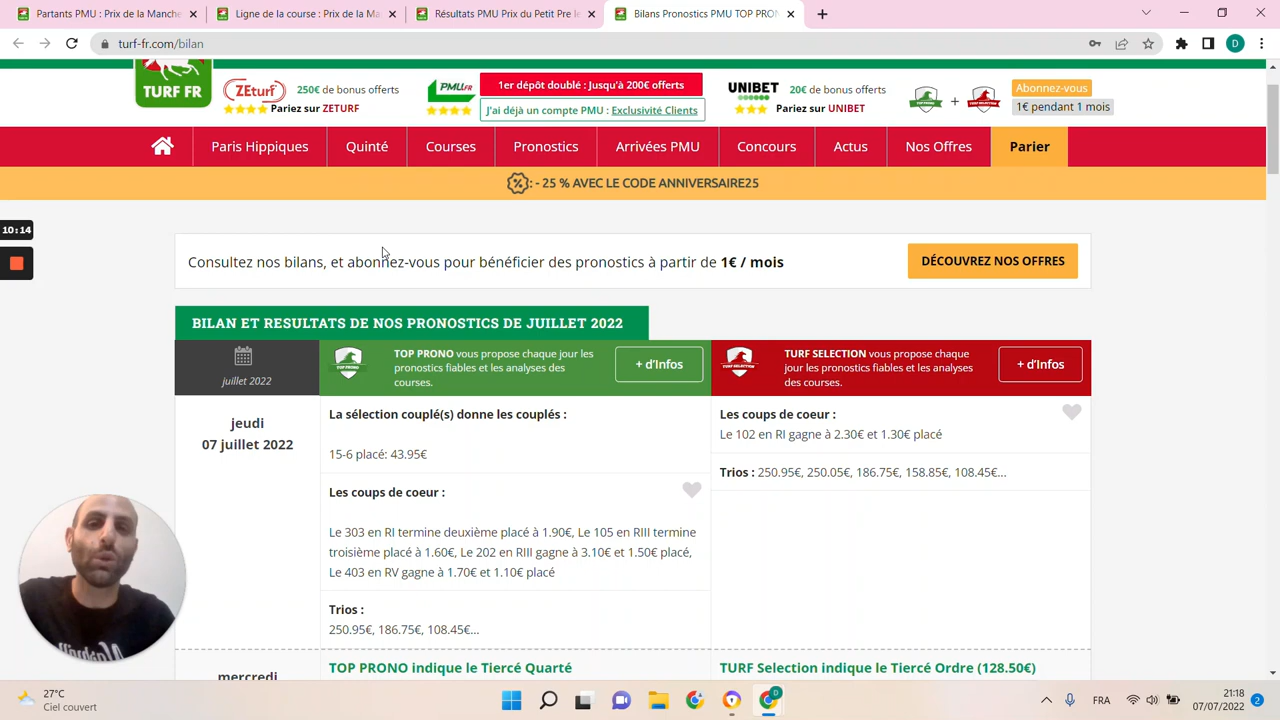 Partants PMU : Prix de la Manche
Ligne de la course : Prix de la Ma
Résultats PMU Prix du Petit Pre le
Bilans Pronostics PMU TOP PRON
turf-fr.com/bilan
TURF FR
ZEturf
250€ de bonus offerts
Pariez sur ZETURF
PMU.FR
1er dépôt doublé : Jusqu'à 200€ offerts
J'ai déjà un compte PMU : Exclusivité Clients
UNIBET
20€ de bonus offerts
Pariez sur UNIBET
+
Abonnez-vous
1€ pendant 1 mois
Paris Hippiques
Quinté
Courses
Pronostics
Arrivées PMU
Concours
Actus
Nos Offres
Parier
: - 25 % AVEC LE CODE ANNIVERSAIRE25
10:14
Consultez nos bilans, et abonnez-vous pour bénéficier des pronostics à partir de 1€ / mois
DÉCOUVREZ NOS OFFRES
BILAN ET RESULTATS DE NOS PRONOSTICS DE JUILLET 2022
juillet 2022
TOP PRONO
TOP PRONO vous propose chaque jour les
pronostics fiables et les analyses des
courses.
+ d'Infos
TURF SELECTION
TURF SELECTION vous propose chaque
jour les pronostics fiables et les analyses
des courses.
+ d'Infos
jeudi
07 juillet 2022
La sélection couplé(s) donne les couplés :
15-6 placé: 43.95€
Les coups de coeur :
Le 303 en RI termine deuxième placé à 1.90€, Le 105 en RIII termine
troisième placé à 1.60€, Le 202 en RIII gagne à 3.10€ et 1.50€ placé,
Le 403 en RV gagne à 1.70€ et 1.10€ placé
Trios :
250.95€, 186.75€, 108.45€...
Les coups de coeur :
Le 102 en RI gagne à 2.30€ et 1.30€ placé
Trios : 250.95€, 250.05€, 186.75€, 158.85€, 108.45€...
mercredi
TOP PRONO indique le Tiercé Quarté
TURF Selection indique le Tiercé Ordre (128.50€)
27°C
Ciel couvert
FRA
21:18
07/07/2022
2
D
D